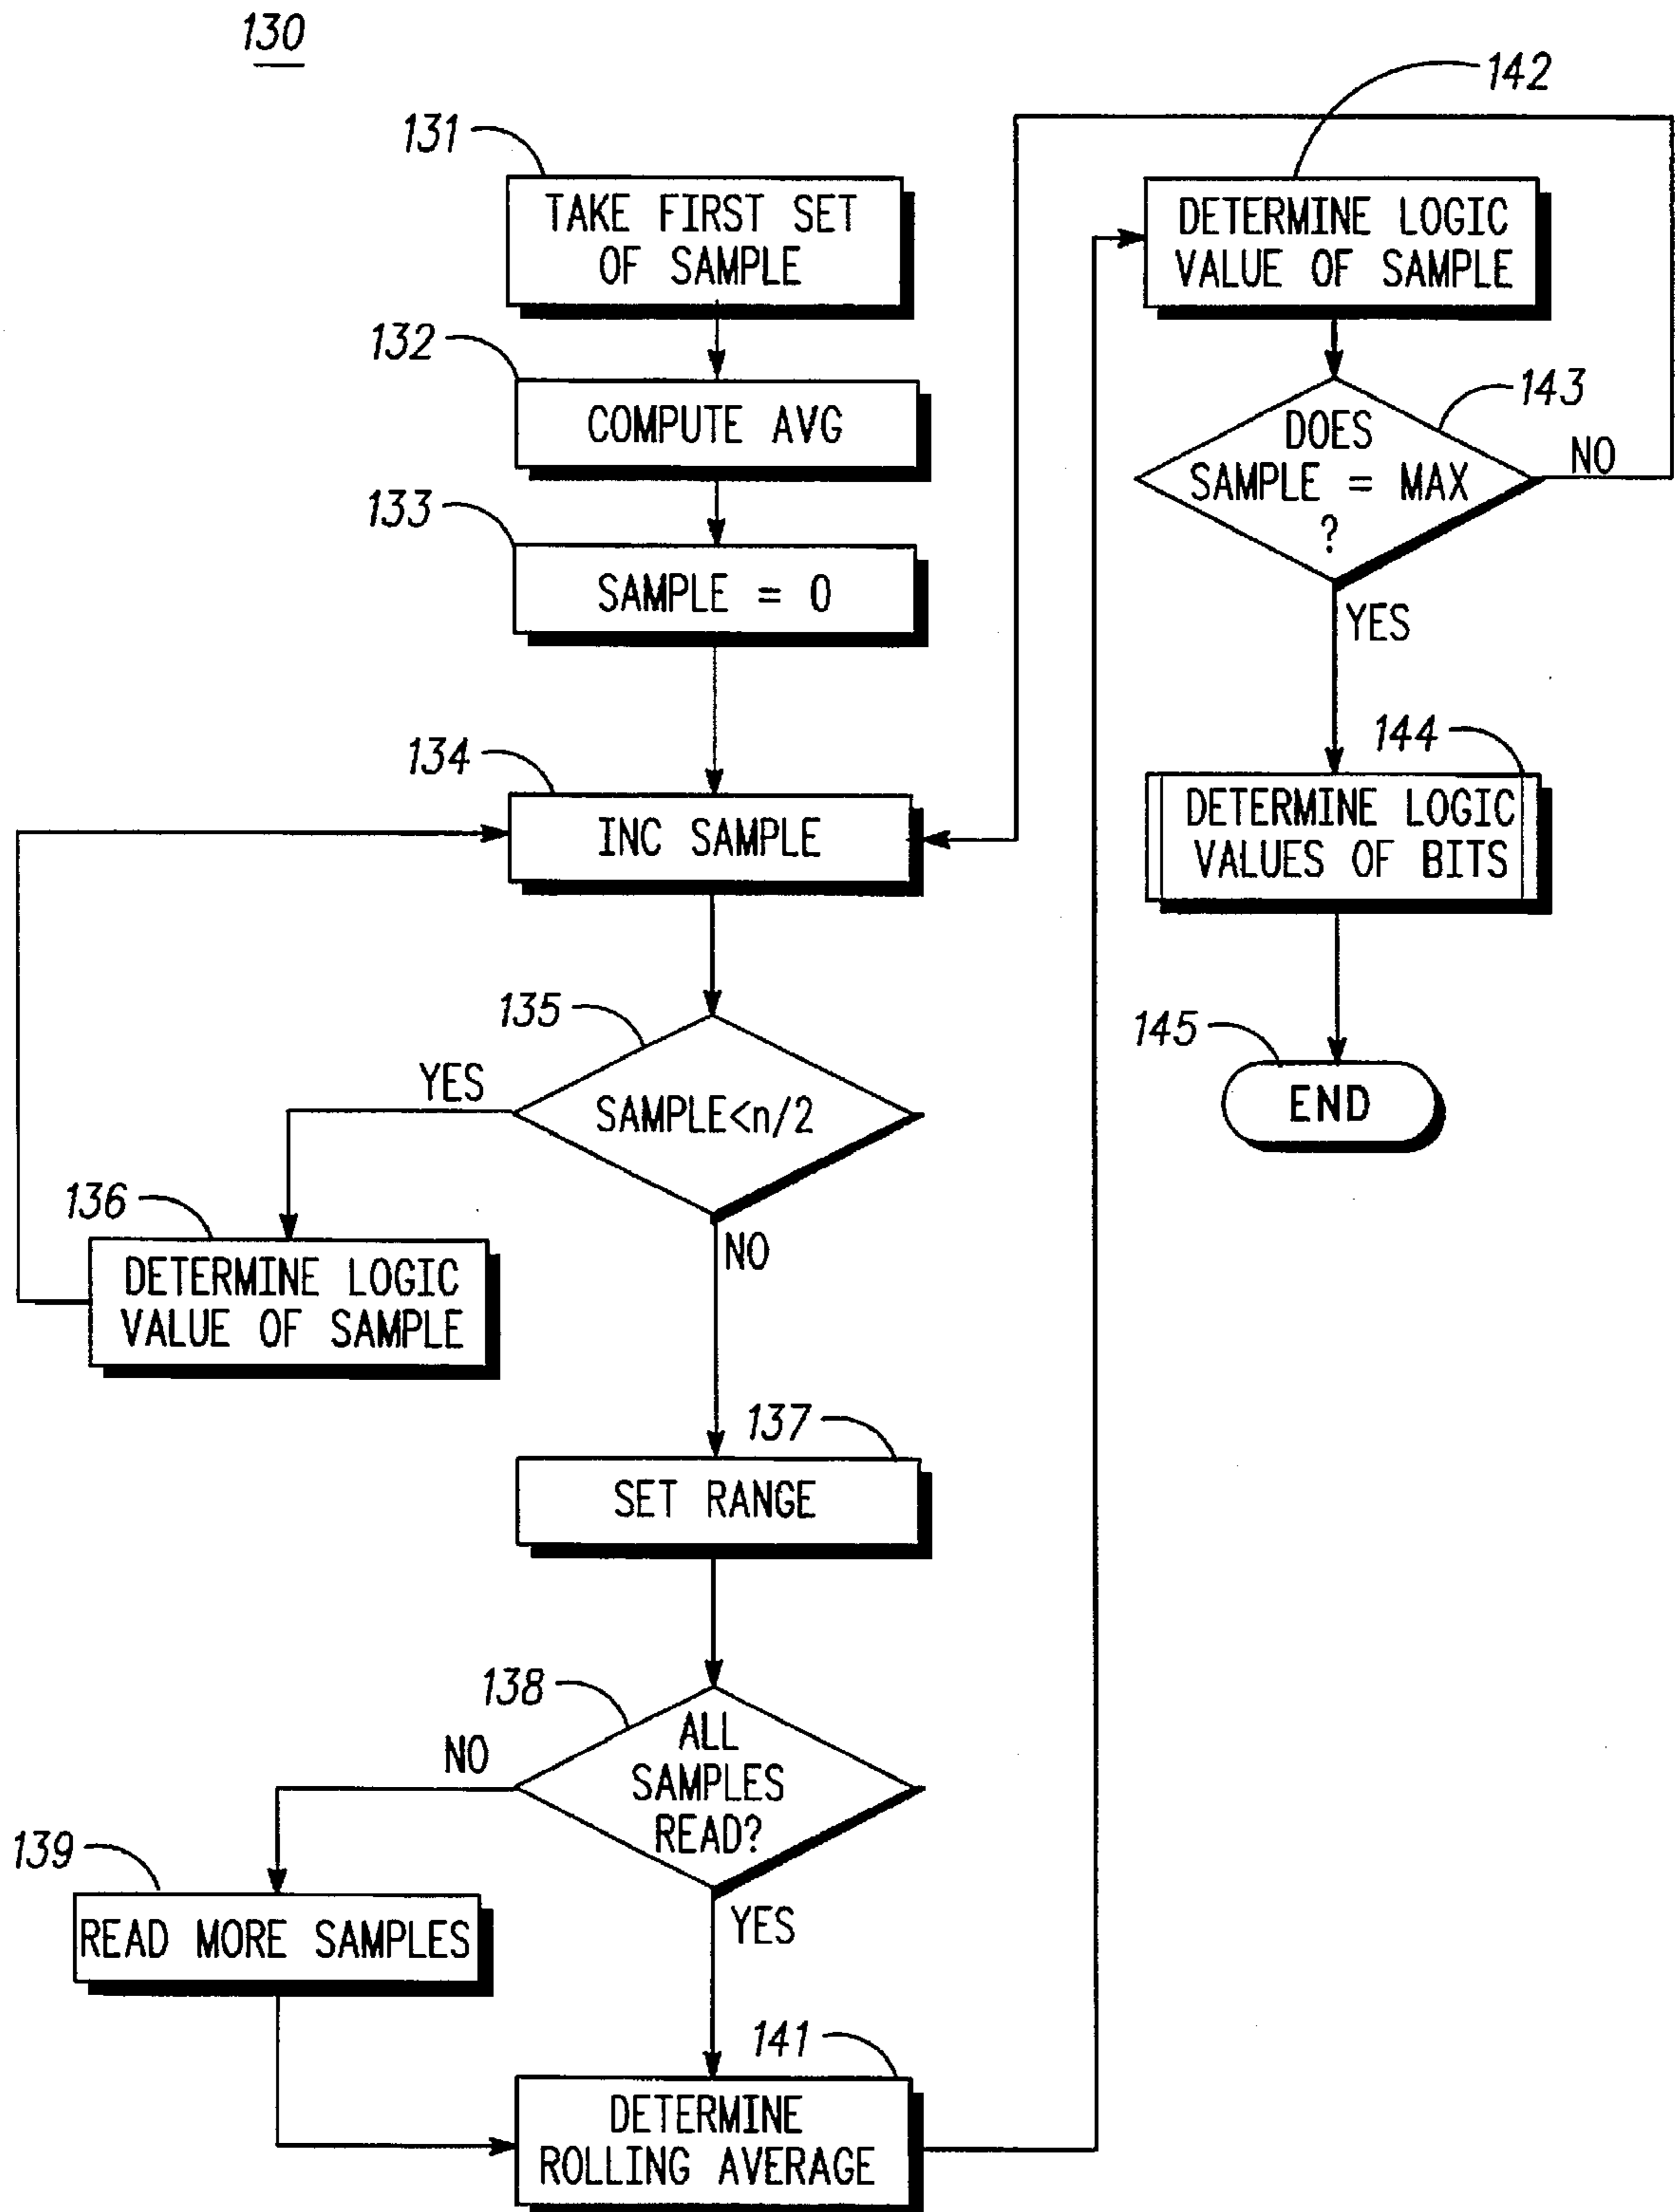 130
131
TAKE FIRST SET
OF SAMPLE
132
COMPUTE AVG
133
SAMPLE = 0
134
INC SAMPLE
135
YES
SAMPLE<n/2
NO
136
DETERMINE LOGIC
VALUE OF SAMPLE
137
SET RANGE
138
NO
ALL
SAMPLES
READ?
YES
139
READ MORE SAMPLES
141
DETERMINE
ROLLING AVERAGE
142
DETERMINE LOGIC
VALUE OF SAMPLE
143
DOES
SAMPLE = MAX
?
NO
YES
144
DETERMINE LOGIC
VALUES OF BITS
145
END